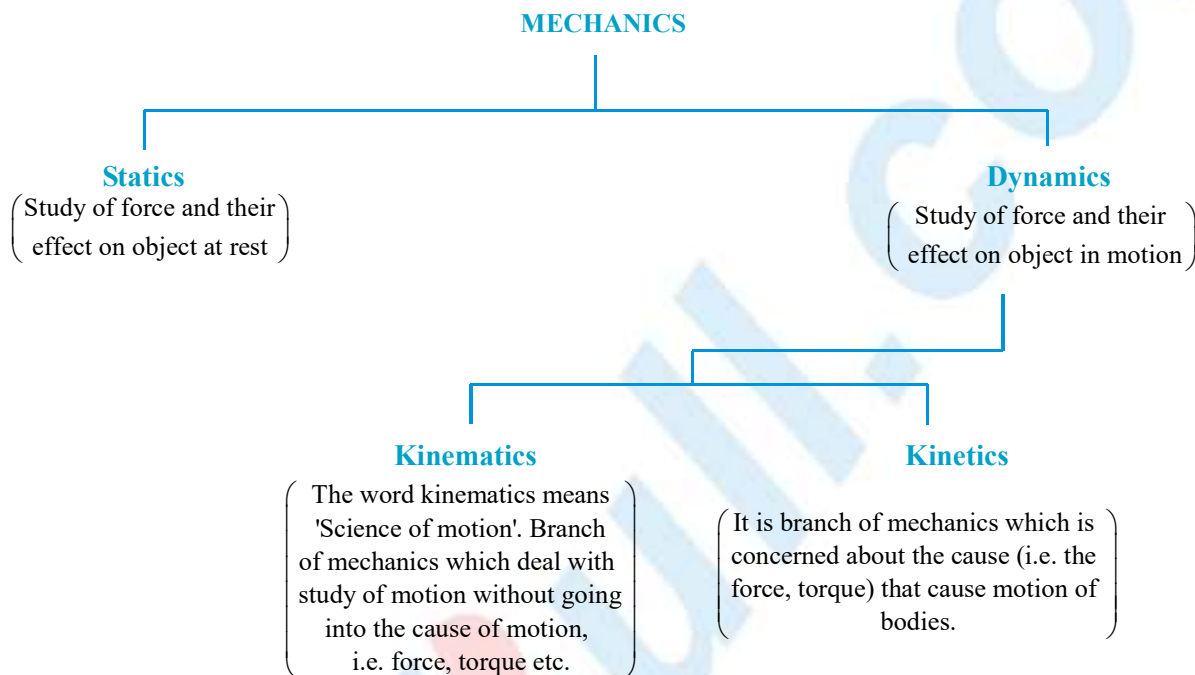 MECHANICS
Statics
Study of force and their
effect on object at rest
Dynamics
Study of force and their
effect on object in motion
Kinematics
The word kinematics means
'Science of motion'. Branch
of mechanics which deal with
study of motion without going
into the cause of motion,
i.e. force, torque etc.
Kinetics
It is branch of mechanics which is
concerned about the cause (i.e. the
force, torque) that cause motion of
bodies.